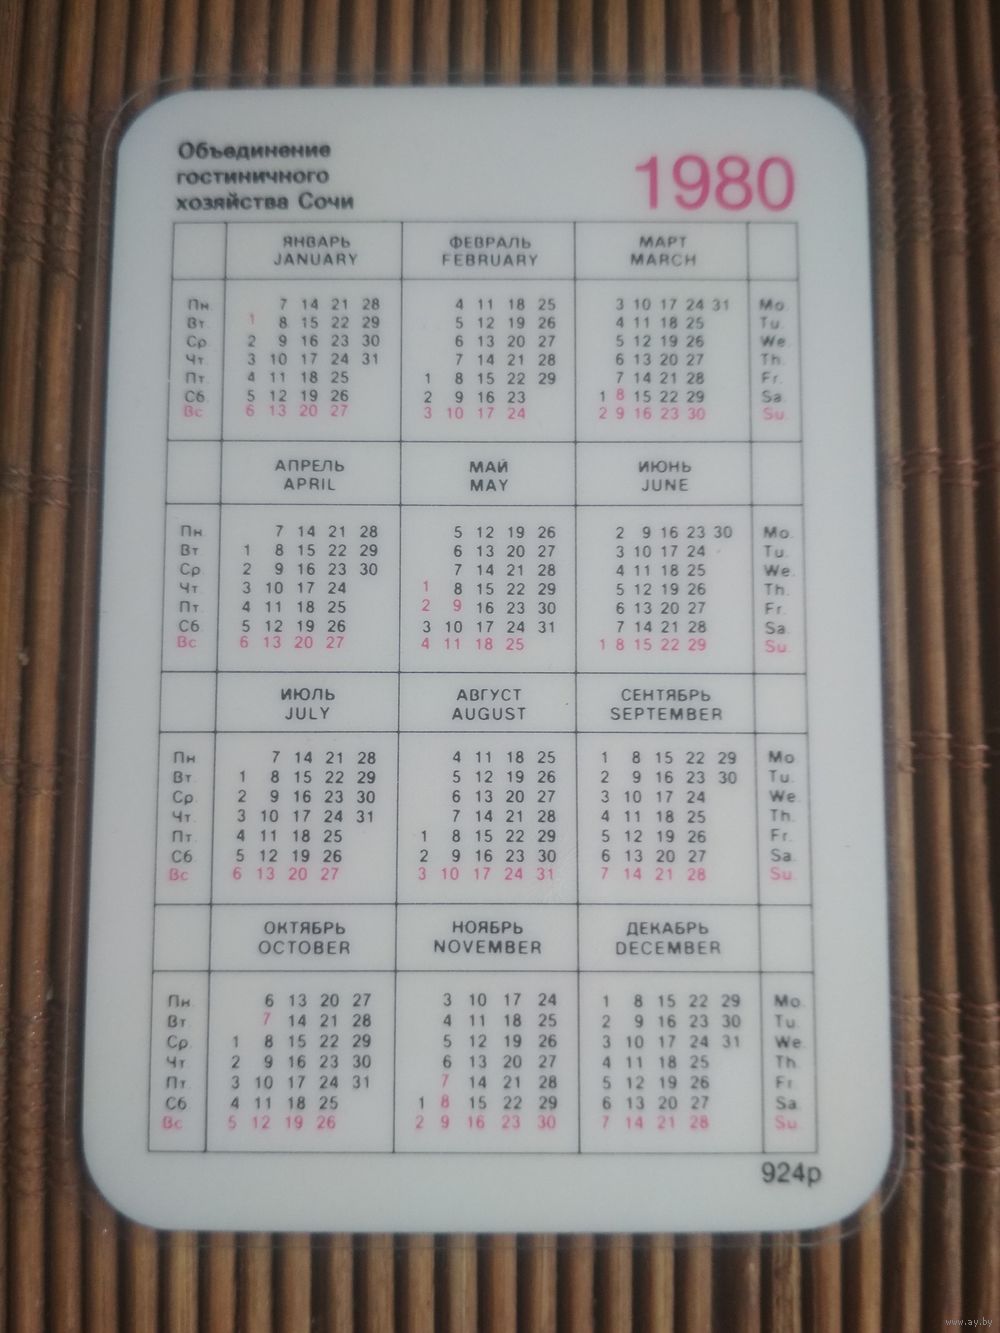 Объединение
гостиничного
хозяйства Сочи
1980
ЯНВАРЬ ФЕВРАЛЬ МАРТ
JANUARY FEBRUARY MARCH
Пн. 7 14 21 28 4 11 18 25 3 10 17 24 31 Mo.
Вт. 1 8 15 22 29 5 12 19 26 4 11 18 25 Tu.
Ср. 2 9 16 23 30 6 13 20 27 5 12 19 26 We.
Чт. 3 10 17 24 31 7 14 21 28 6 13 20 27 Th.
Пт. 4 11 18 25 1 8 15 22 29 7 14 21 28 Fr.
Сб. 5 12 19 26 2 9 16 23 1 8 15 22 29 Sa.
Вс 6 13 20 27 3 10 17 24 2 9 16 23 30 Su.
АПРЕЛЬ МАЙ ИЮНЬ
APRIL MAY JUNE
Пн. 7 14 21 28 5 12 19 26 2 9 16 23 30 Mo.
Вт 1 8 15 22 29 6 13 20 27 3 10 17 24 Tu.
Ср. 2 9 16 23 30 7 14 21 28 4 11 18 25 We.
Чт. 3 10 17 24 1 8 15 22 29 5 12 19 26 Th.
Пт. 4 11 18 25 2 9 16 23 30 6 13 20 27 Fr.
Сб. 5 12 19 26 3 10 17 24 31 7 14 21 28 Sa.
Вс 6 13 20 27 4 11 18 25 1 8 15 22 29 Su.
ИЮЛЬ АВГУСТ СЕНТЯБРЬ
JULY AUGUST SEPTEMBER
Пн 7 14 21 28 4 11 18 25 1 8 15 22 29 Mo
Вт. 1 8 15 22 29 5 12 19 26 2 9 16 23 30 Tu.
Ср. 2 9 16 23 30 6 13 20 27 3 10 17 24 We.
Чт. 3 10 17 24 31 7 14 21 28 4 11 18 25 Th.
Пт. 4 11 18 25 1 8 15 22 29 5 12 19 26 Fr.
Сб. 5 12 19 26 2 9 16 23 30 6 13 20 27 Sa.
Вс 6 13 20 27 3 10 17 24 31 7 14 21 28 Su.
ОКТЯБРЬ НОЯБРЬ ДЕКАБРЬ
OCTOBER NOVEMBER DECEMBER
Пн. 6 13 20 27 3 10 17 24 1 8 15 22 29 Mo.
Вт. 7 14 21 28 4 11 18 25 2 9 16 23 30 Tu.
Ср. 1 8 15 22 29 5 12 19 26 3 10 17 24 31 We.
Чт. 2 9 16 23 30 6 13 20 27 4 11 18 25 Th.
Пт. 3 10 17 24 31 7 14 21 28 5 12 19 26 Fr.
Сб. 4 11 18 25 1 8 15 22 29 6 13 20 27 Sa.
Вс 5 12 19 26 2 9 16 23 30 7 14 21 28 Su.
924р
www.ay.by